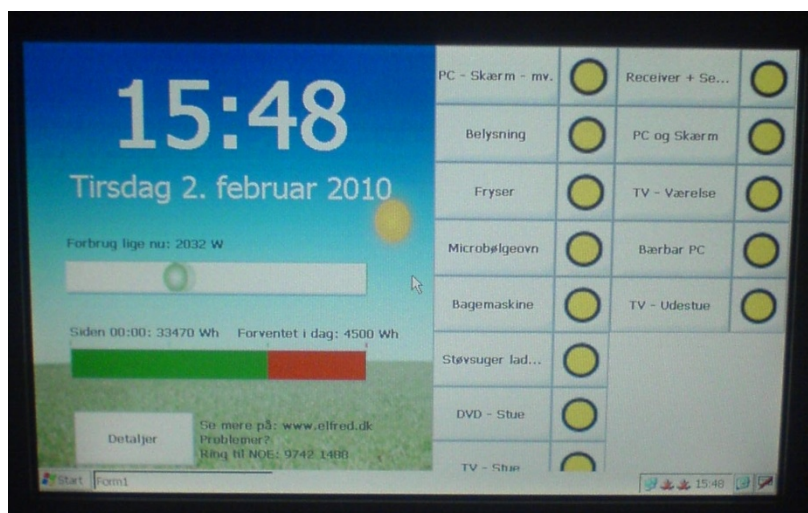 15:48
Tirsdag 2. februar 2010
Forbrug lige nu: 2032 W
Siden 00:00: 33470 Wh Forventet i dag: 4500 Wh
Detaljer
Se mere på: www.elfred.dk
Problemer?
Ring til NOE: 9742 1488
PC - Skærm - mv.
Receiver + Se...
Belysning
PC og Skærm
Fryser
TV - Værelse
Microbølgeovn
Bærbar PC
Bagemaskine
TV - Udestue
Støvsuger lad...
DVD - Stue
TV - Stue
Start
Form1
15:48